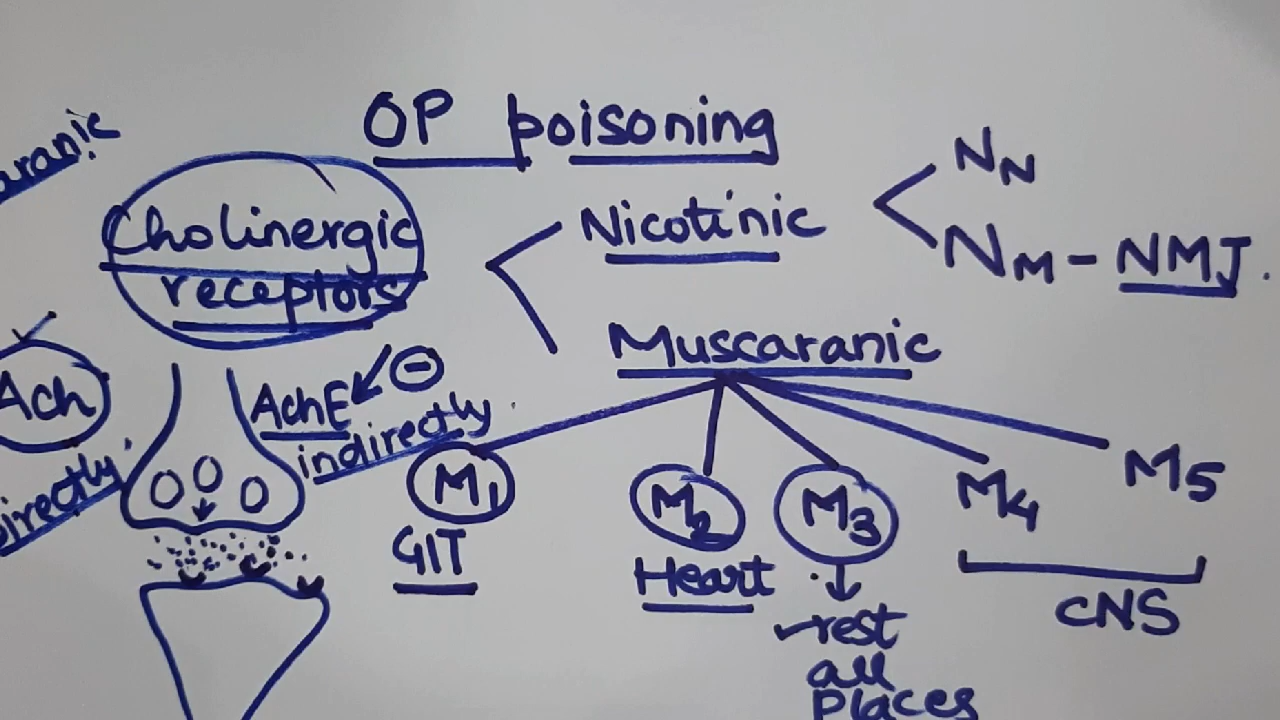 OP poisoning
Cholinergic
receptors
Nicotinic
NN
NM - NMJ.
Muscaranic
Ach
AchE
indirectly
M1
GIT
M2
Heart
M3
rest
all
Places
M4
M5
CNS